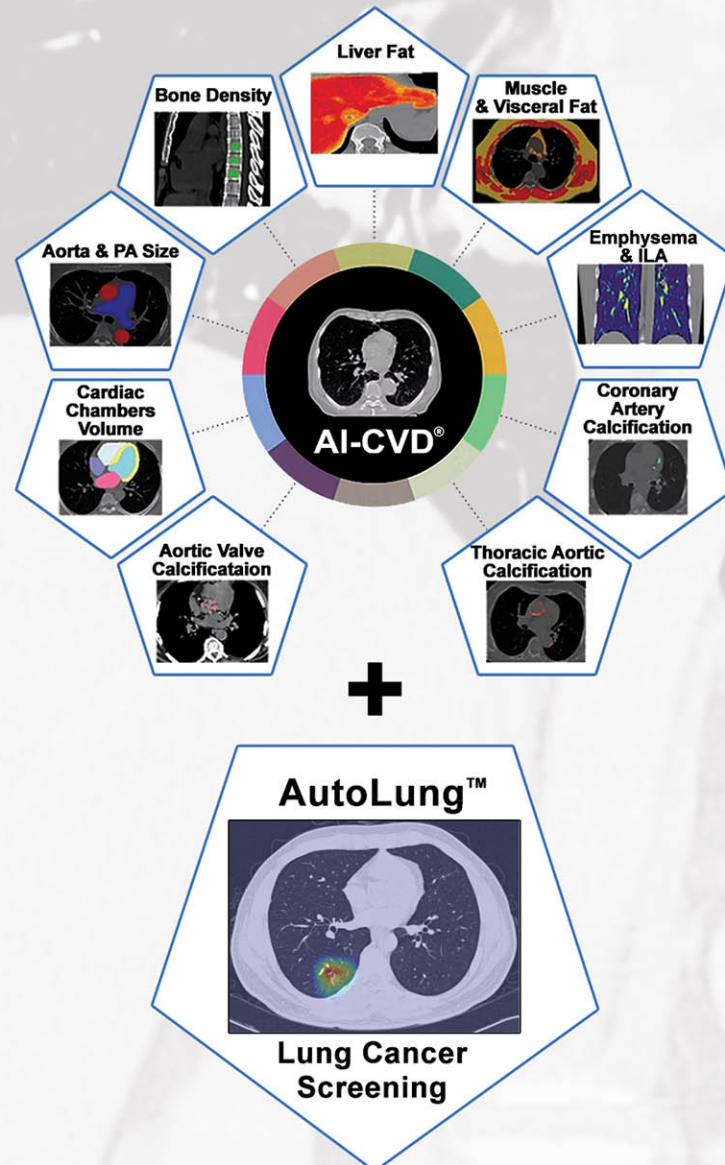 Liver Fat
Bone Density
Muscle
& Visceral Fat
Aorta & PA Size
Emphysema
& ILA
AI-CVD®
Cardiac
Chambers
Volume
Coronary
Artery
Calcification
Aortic Valve
Calcificataion
Thoracic Aortic
Calcification
+
AutoLung™
Lung Cancer
Screening